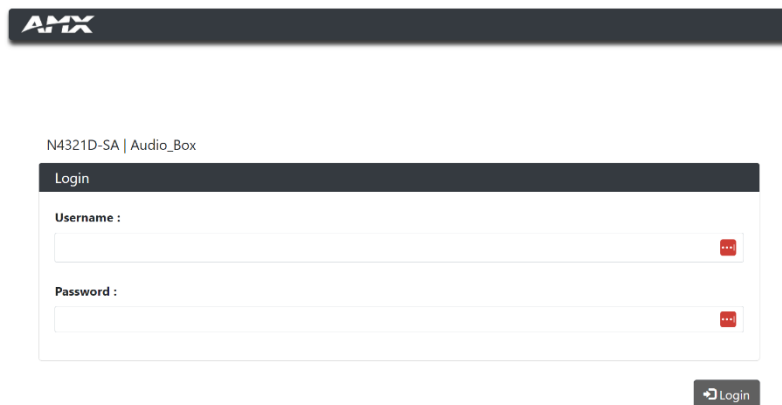 AMX
N4321D-SA | Audio_Box
Login
Username :
Password :
Login